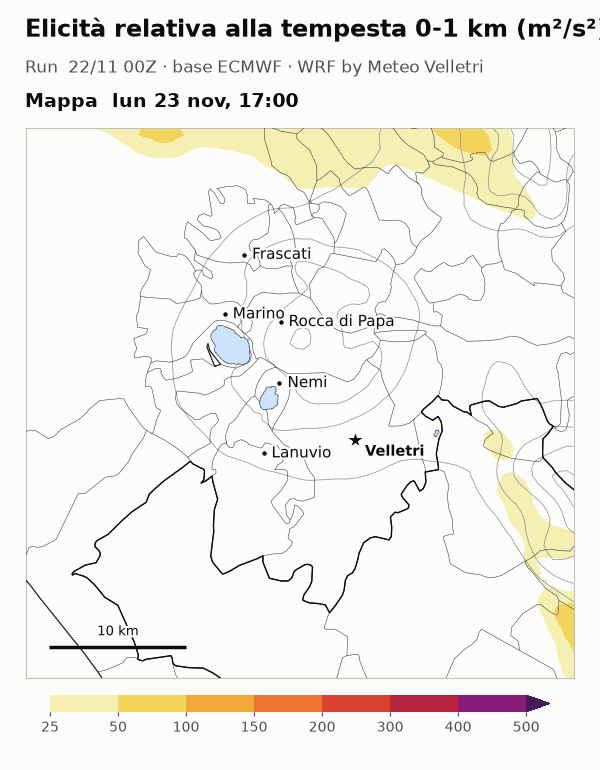 Elicità relativa alla tempesta 0-1 km (m²/s²)
Run  22/11 00Z · base ECMWF · WRF by Meteo Velletri
Mappa  lun 23 nov, 17:00
Frascati
Marino
Rocca di Papa
Nemi
Velletri
Lanuvio
10 km
25 50 100 150 200 300 400 500